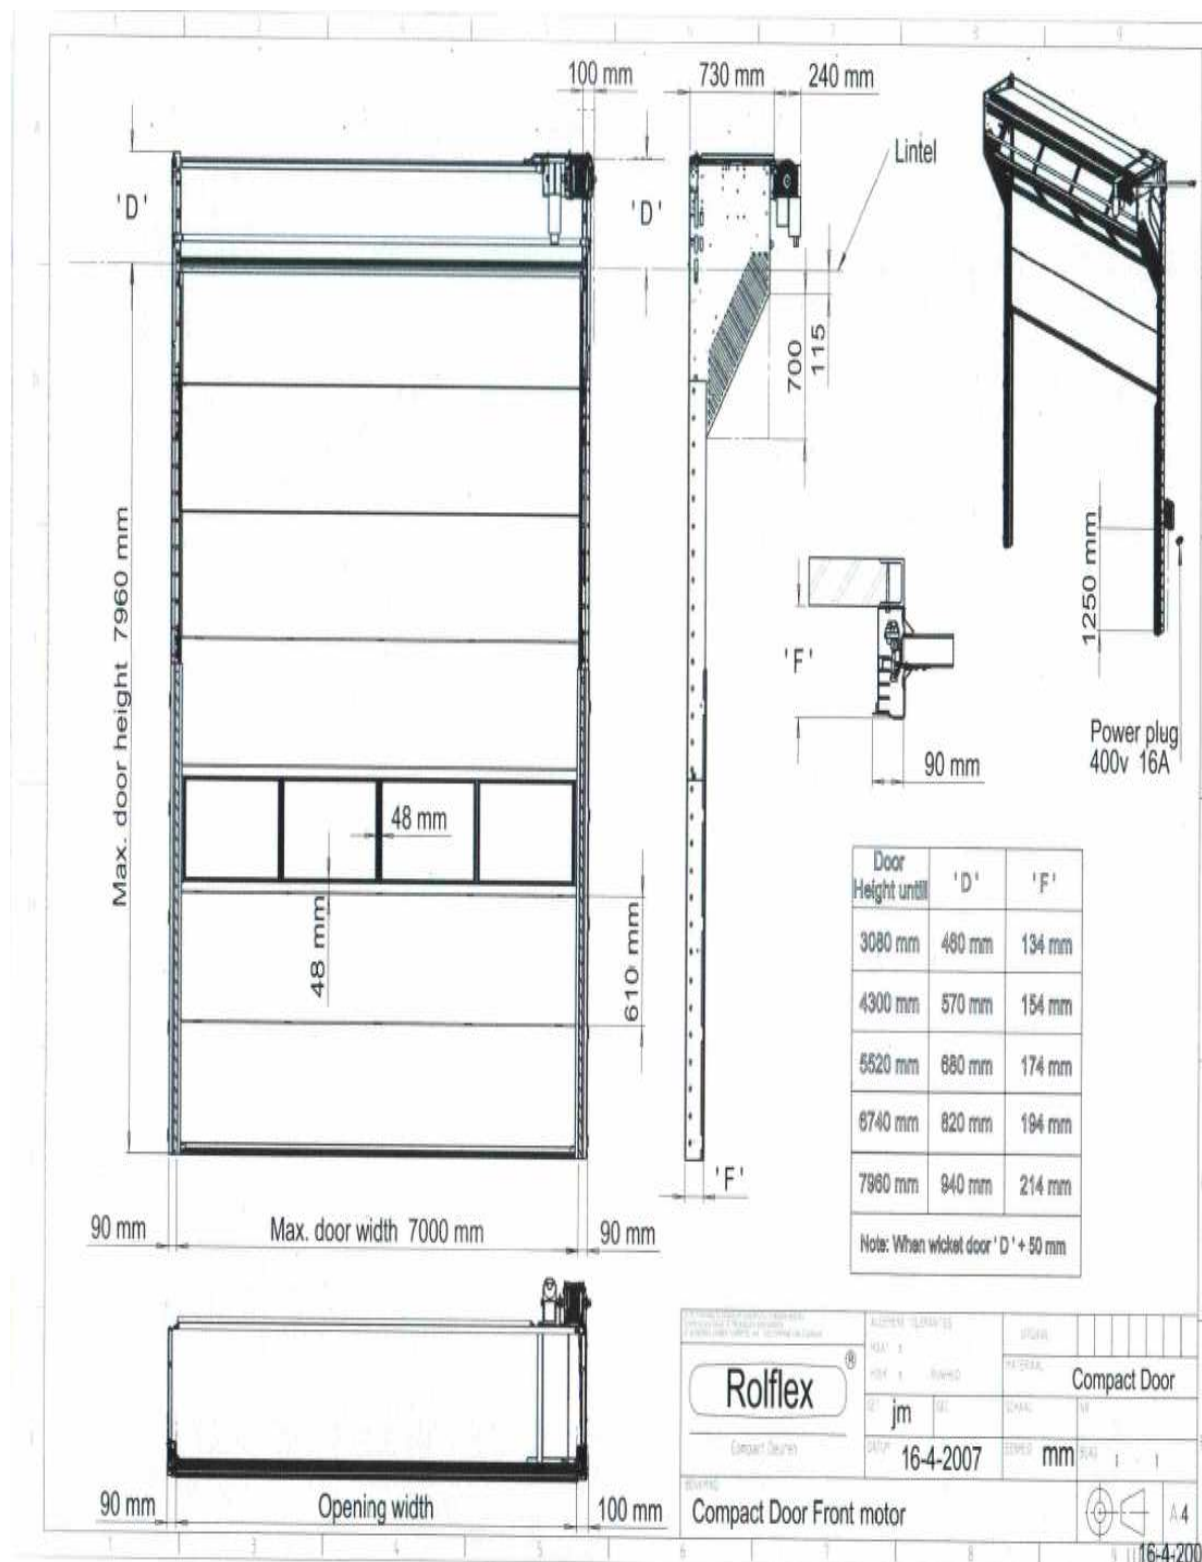 100 mm
730 mm
240 mm
Lintel
'D'
'D'
700
115
Max. door height 7960 mm
1250 mm
'F'
90 mm
Power plug
400v 16A
48 mm
48 mm
610 mm
Door
Height untill
'D'
'F'
3080 mm
460 mm
134 mm
4300 mm
570 mm
154 mm
5520 mm
680 mm
174 mm
6740 mm
820 mm
194 mm
7960 mm
940 mm
214 mm
Note: When wicket door 'D' + 50 mm
'F'
90 mm
Max. door width 7000 mm
90 mm
90 mm
Opening width
100 mm
Rolflex
®
Compact Deuren
jm
DATUM
16-4-2007
mm
Compact Door
Compact Door Front motor
A4
16-4-200